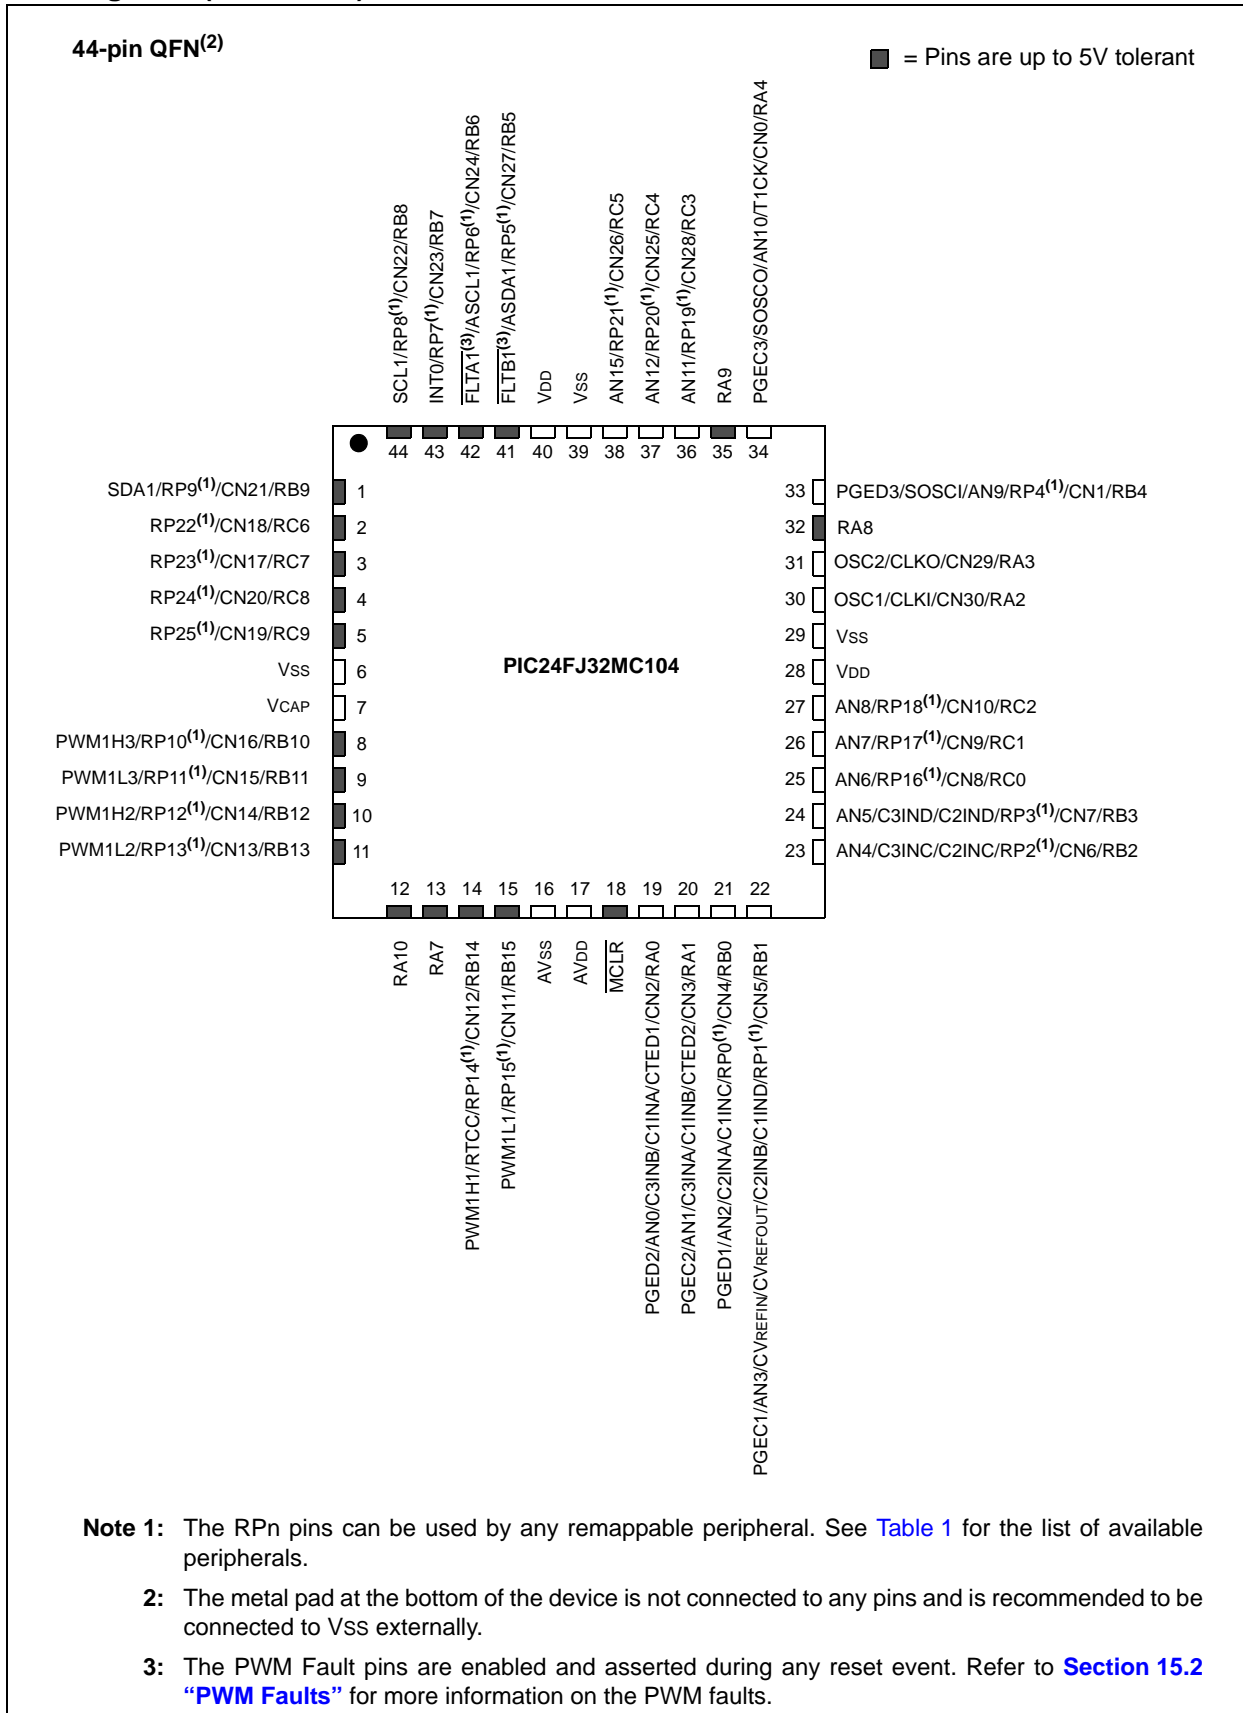 44-pin QFN(2)
= Pins are up to 5V tolerant
SCL1/RP8(1)/CN22/RB8
INT0/RP7(1)/CN23/RB7
FLTA1(3)/ASCL1/RP6(1)/CN24/RB6
FLTB1(3)/ASDA1/RP5(1)/CN27/RB5
VDD
VSS
AN15/RP21(1)/CN26/RC5
AN12/RP20(1)/CN25/RC4
AN11/RP19(1)/CN28/RC3
RA9
PGEC3/SOSCO/AN10/T1CK/CN0/RA4
44 43 42 41 40 39 38 37 36 35 34
SDA1/RP9(1)/CN21/RB9 1
RP22(1)/CN18/RC6 2
RP23(1)/CN17/RC7 3
RP24(1)/CN20/RC8 4
RP25(1)/CN19/RC9 5
VSS 6
VCAP 7
PWM1H3/RP10(1)/CN16/RB10 8
PWM1L3/RP11(1)/CN15/RB11 9
PWM1H2/RP12(1)/CN14/RB12 10
PWM1L2/RP13(1)/CN13/RB13 11
PIC24FJ32MC104
33 PGED3/SOSCI/AN9/RP4(1)/CN1/RB4
32 RA8
31 OSC2/CLKO/CN29/RA3
30 OSC1/CLKI/CN30/RA2
29 VSS
28 VDD
27 AN8/RP18(1)/CN10/RC2
26 AN7/RP17(1)/CN9/RC1
25 AN6/RP16(1)/CN8/RC0
24 AN5/C3IND/C2IND/RP3(1)/CN7/RB3
23 AN4/C3INC/C2INC/RP2(1)/CN6/RB2
12 13 14 15 16 17 18 19 20 21 22
RA10
RA7
PWM1H1/RTCC/RP14(1)/CN12/RB14
PWM1L1/RP15(1)/CN11/RB15
AVSS
AVDD
MCLR
PGED2/AN0/C3INB/C1INA/CTED1/CN2/RA0
PGEC2/AN1/C3INA/C1INB/CTED2/CN3/RA1
PGED1/AN2/C2INA/C1INC/RP0(1)/CN4/RB0
PGEC1/AN3/CVREFIN/CVREFOUT/C2INB/C1IND/RP1(1)/CN5/RB1
Note 1: The RPn pins can be used by any remappable peripheral. See Table 1 for the list of available
peripherals.
2: The metal pad at the bottom of the device is not connected to any pins and is recommended to be
connected to VSS externally.
3: The PWM Fault pins are enabled and asserted during any reset event. Refer to Section 15.2
“PWM Faults” for more information on the PWM faults.